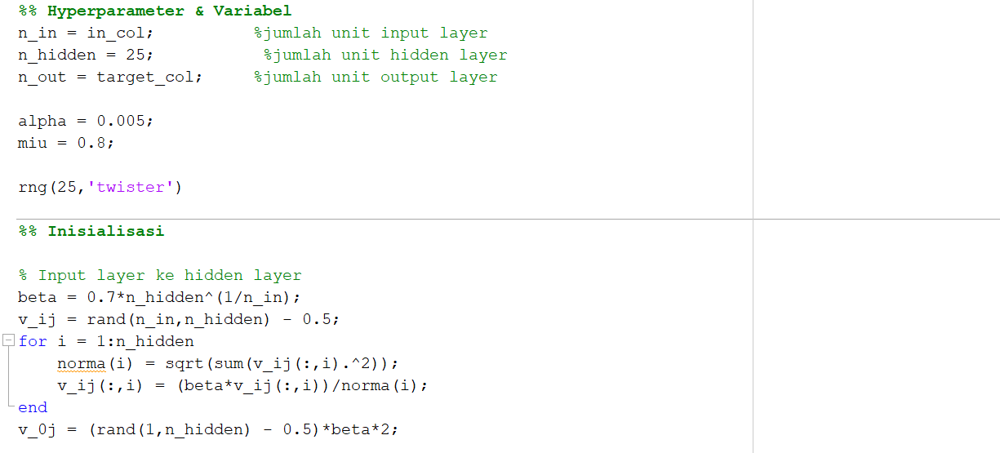 %% Hyperparameter & Variabel
n_in = in_col; %jumlah unit input layer
n_hidden = 25; %jumlah unit hidden layer
n_out = target_col; %jumlah unit output layer
alpha = 0.005;
miu = 0.8;
rng(25,'twister')
%% Inisialisasi
% Input layer ke hidden layer
beta = 0.7*n_hidden^(1/n_in);
v_ij = rand(n_in,n_hidden) - 0.5;
for i = 1:n_hidden
norma(i) = sqrt(sum(v_ij(:,i).^2));
v_ij(:,i) = (beta*v_ij(:,i))/norma(i);
end
v_0j = (rand(1,n_hidden) - 0.5)*beta*2;